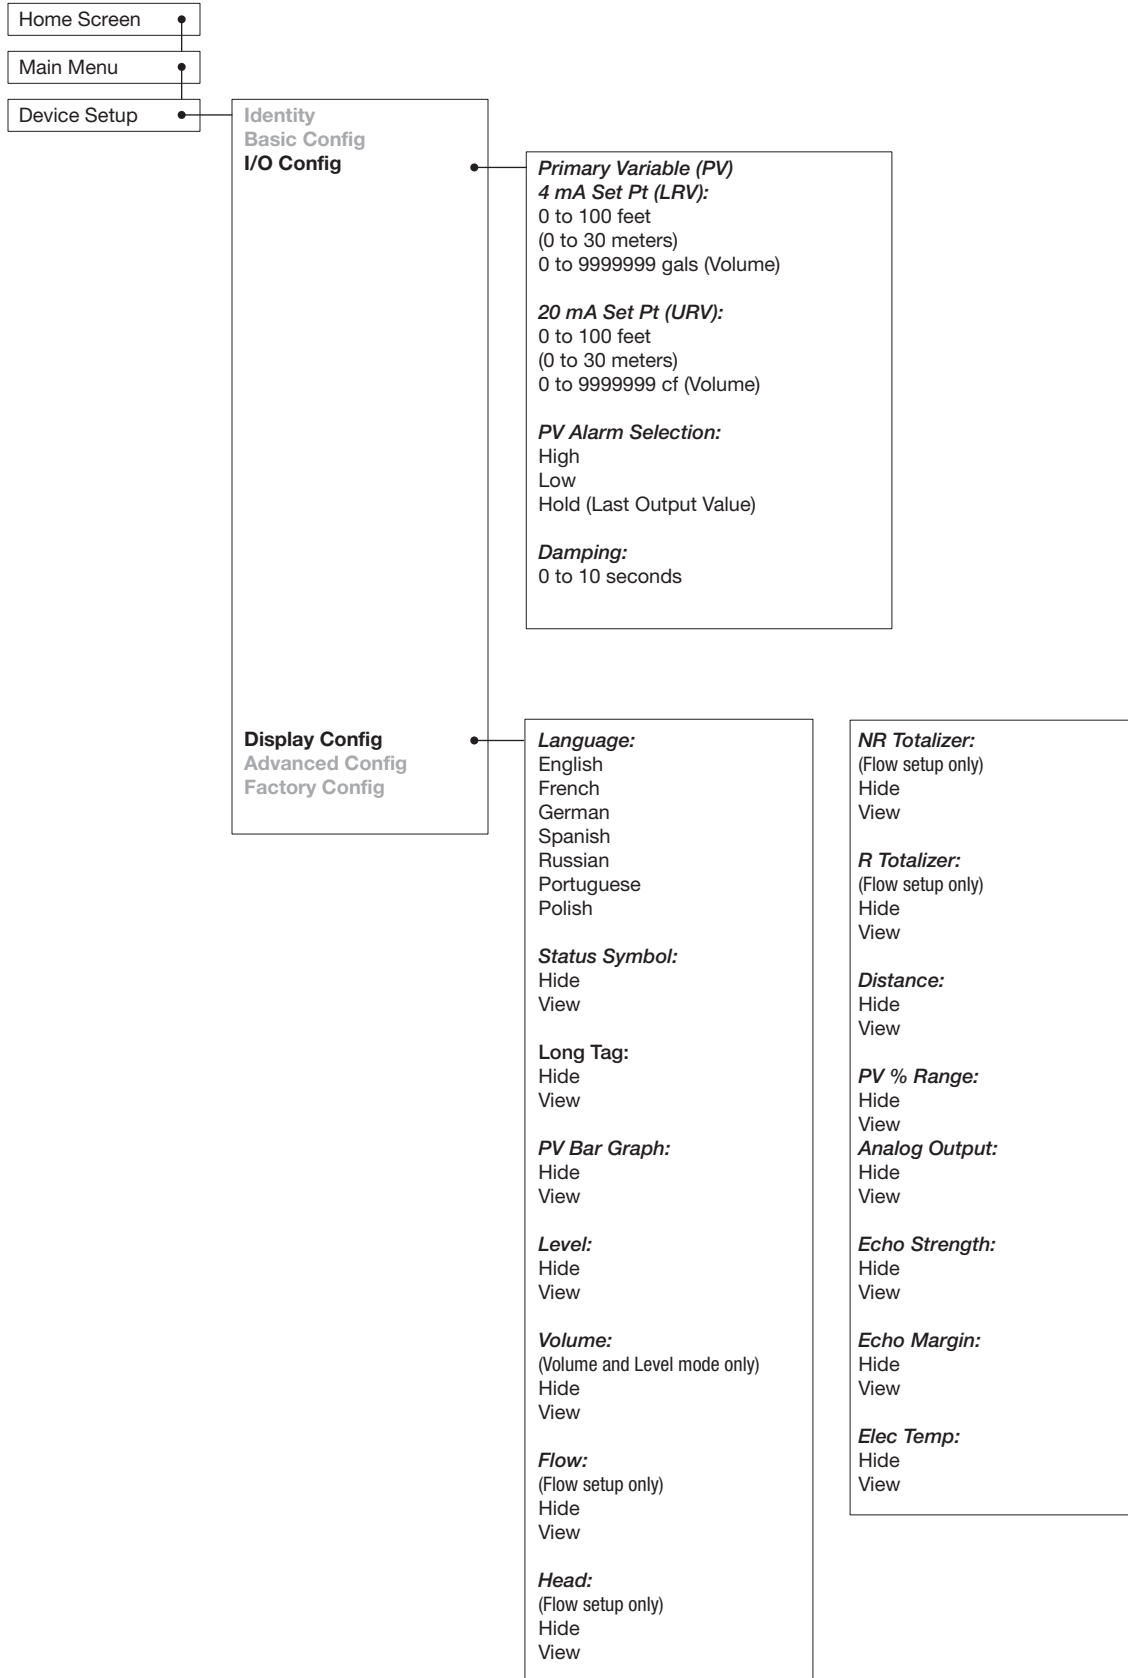 Home Screen
Main Menu
Device Setup
Identity
Basic Config
I/O Config
Primary Variable (PV)
4 mA Set Pt (LRV):
0 to 100 feet
(0 to 30 meters)
0 to 9999999 gals (Volume)
20 mA Set Pt (URV):
0 to 100 feet
(0 to 30 meters)
0 to 9999999 cf (Volume)
PV Alarm Selection:
High
Low
Hold (Last Output Value)
Damping:
0 to 10 seconds
Display Config
Advanced Config
Factory Config
Language:
English
French
German
Spanish
Russian
Portuguese
Polish
Status Symbol:
Hide
View
Long Tag:
Hide
View
PV Bar Graph:
Hide
View
Level:
Hide
View
Volume:
(Volume and Level mode only)
Hide
View
Flow:
(Flow setup only)
Hide
View
Head:
(Flow setup only)
Hide
View
NR Totalizer:
(Flow setup only)
Hide
View
R Totalizer:
(Flow setup only)
Hide
View
Distance:
Hide
View
PV % Range:
Hide
View
Analog Output:
Hide
View
Echo Strength:
Hide
View
Echo Margin:
Hide
View
Elec Temp:
Hide
View